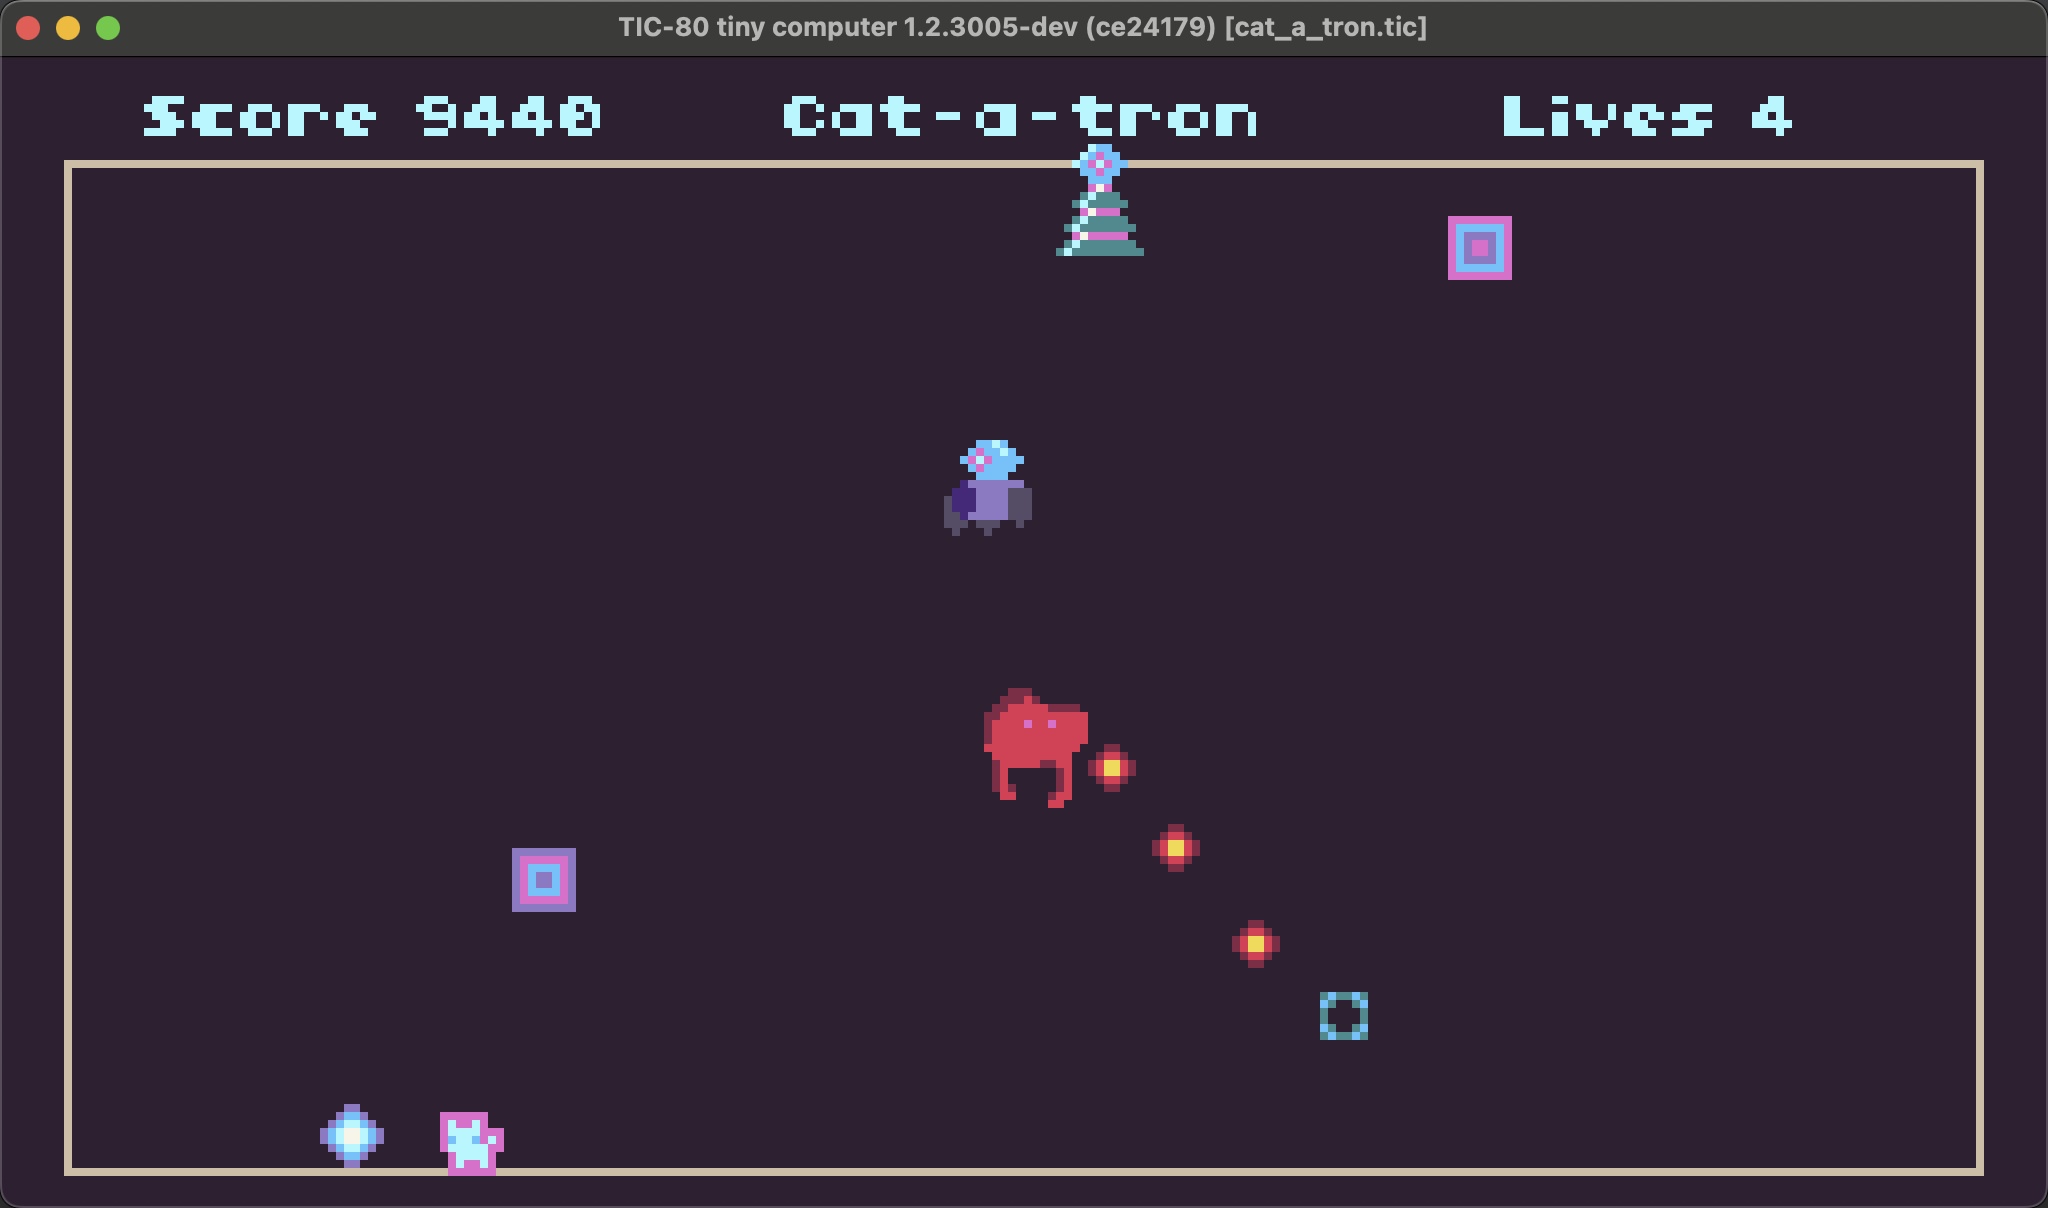 TIC-80 tiny computer 1.2.3005-dev (ce24179) [cat_a_tron.tic]
Score 9440 Cat-a-tron Lives 4